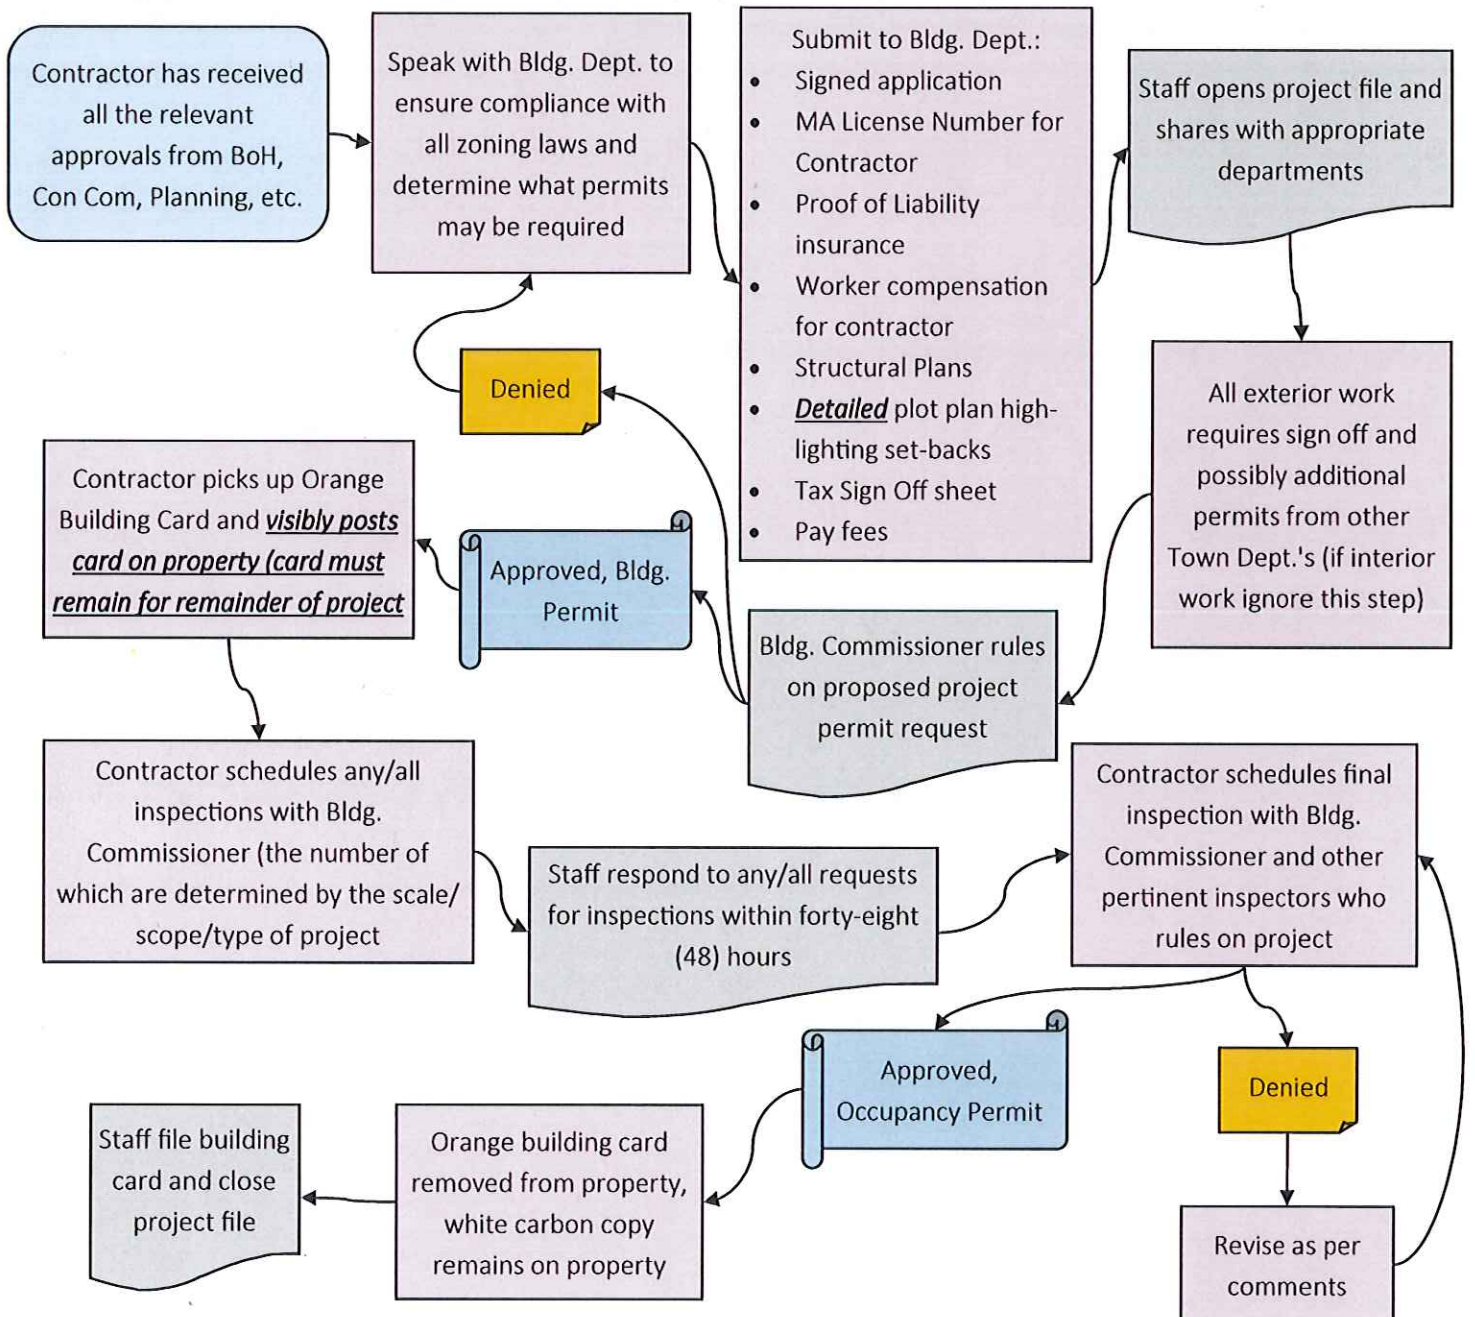 Contractor has received
all the relevant
approvals from BoH,
Con Com, Planning, etc.
Speak with Bldg. Dept. to
ensure compliance with
all zoning laws and
determine what permits
may be required
Submit to Bldg. Dept.:
• Signed application
• MA License Number for
Contractor
• Proof of Liability
insurance
• Worker compensation
for contractor
• Structural Plans
• Detailed plot plan high-
lighting set-backs
• Tax Sign Off sheet
• Pay fees
Staff opens project file and
shares with appropriate
departments
All exterior work
requires sign off and
possibly additional
permits from other
Town Dept.'s (if interior
work ignore this step)
Bldg. Commissioner rules
on proposed project
permit request
Denied
Approved, Bldg.
Permit
Contractor picks up Orange
Building Card and visibly posts
card on property (card must
remain for remainder of project
Contractor schedules any/all
inspections with Bldg.
Commissioner (the number of
which are determined by the scale/
scope/type of project
Staff respond to any/all requests
for inspections within forty-eight
(48) hours
Contractor schedules final
inspection with Bldg.
Commissioner and other
pertinent inspectors who
rules on project
Denied
Revise as per
comments
Approved,
Occupancy Permit
Orange building card
removed from property,
white carbon copy
remains on property
Staff file building
card and close
project file